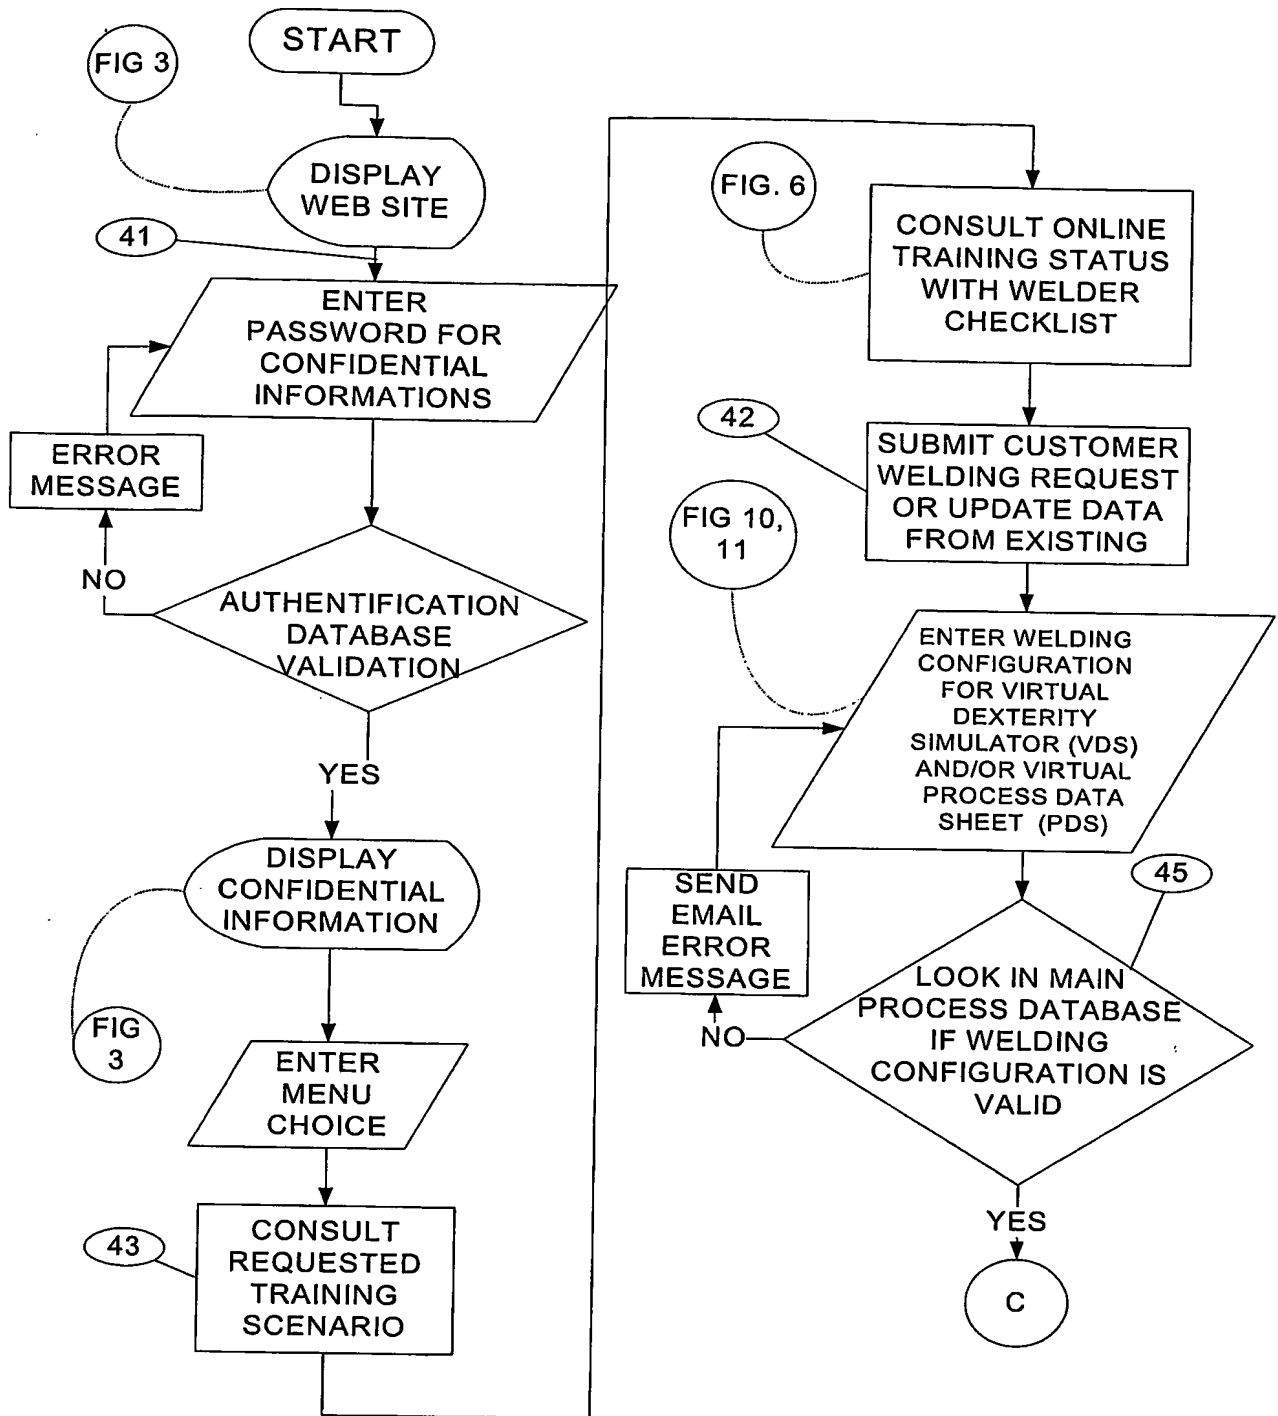 START
FIG 3
DISPLAY
WEB SITE
41
ENTER
PASSWORD FOR
CONFIDENTIAL
INFORMATIONS
ERROR
MESSAGE
NO
AUTHENTIFICATION
DATABASE
VALIDATION
YES
DISPLAY
CONFIDENTIAL
INFORMATION
FIG
3
ENTER
MENU
CHOICE
43
CONSULT
REQUESTED
TRAINING
SCENARIO
FIG. 6
CONSULT ONLINE
TRAINING STATUS
WITH WELDER
CHECKLIST
42
SUBMIT CUSTOMER
WELDING REQUEST
OR UPDATE DATA
FROM EXISTING
FIG 10,
11
ENTER WELDING
CONFIGURATION
FOR VIRTUAL
DEXTERITY
SIMULATOR (VDS)
AND/OR VIRTUAL
PROCESS DATA
SHEET (PDS)
SEND
EMAIL
ERROR
MESSAGE
45
NO
LOOK IN MAIN
PROCESS DATABASE
IF WELDING
CONFIGURATION IS
VALID
YES
C